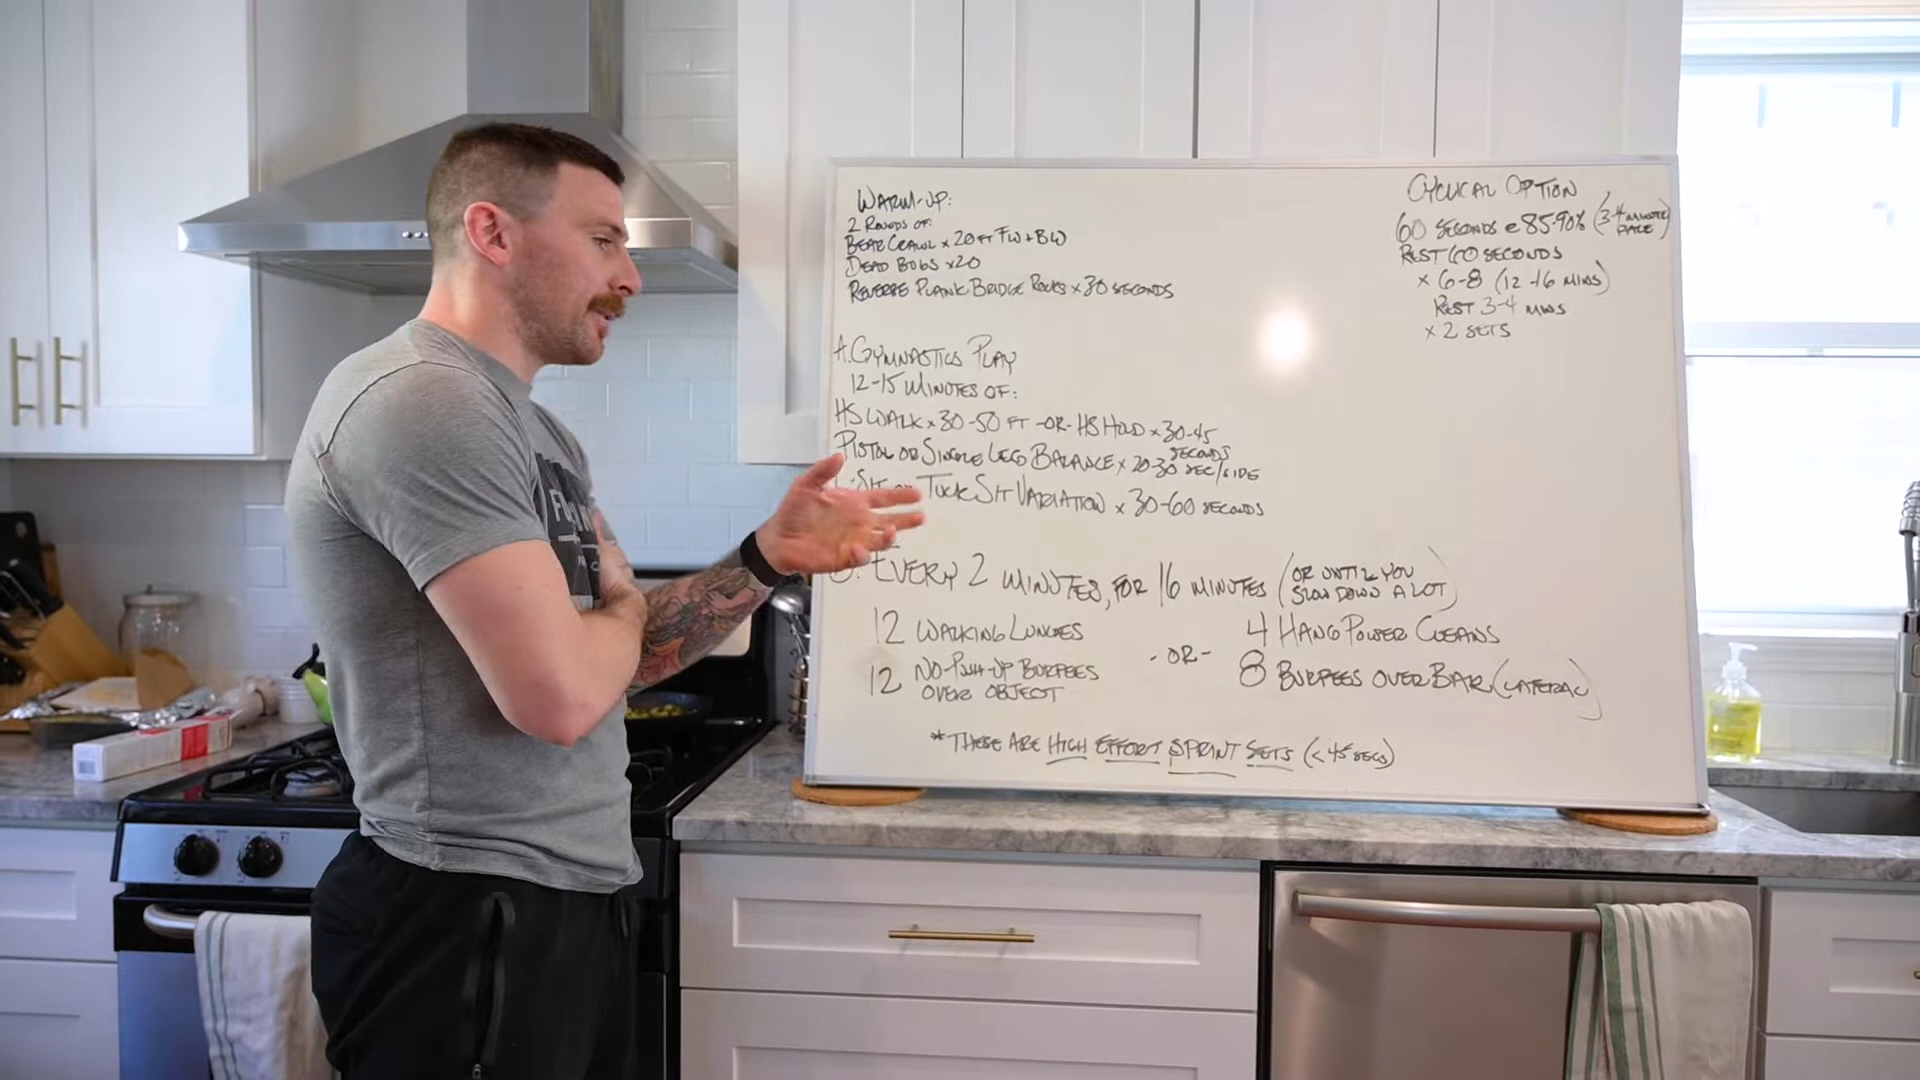 WARM-UP:
2 ROUNDS OF:
BEAR CRAWL x 20FT FW+BW
DEAD BUGS x20
REVERSE PLANK BRIDGE ROCKS x 30 SECONDS
A. GYMNASTICS PLAY
12-15 MINUTES OF:
HS WALK x 30-50 FT -OR- HS HOLD x 30-45 SECONDS
PISTOL OR SINGLE LEG BALANCE x 20-30 SEC/SIDE
L-SIT OR TUCK SIT VARIATION x 30-60 SECONDS
B. EVERY 2 MINUTES, FOR 16 MINUTES (OR UNTIL YOU SLOW DOWN A LOT)
12 WALKING LUNGES
12 NO-PUSH-UP BURPEES
OVER OBJECT
-OR-
4 HANG POWER CLEANS
8 BURPEES OVER BAR (LATERAL)
*THESE ARE HIGH EFFORT SPRINT SETS (<45 SECS)
CYCLICAL OPTION
60 SECONDS @ 85-90% (3-4 MINUTE PACE)
REST 60 SECONDS
x 6-8 (12-16 MINS)
REST 3-4 MINS
x 2 SETS